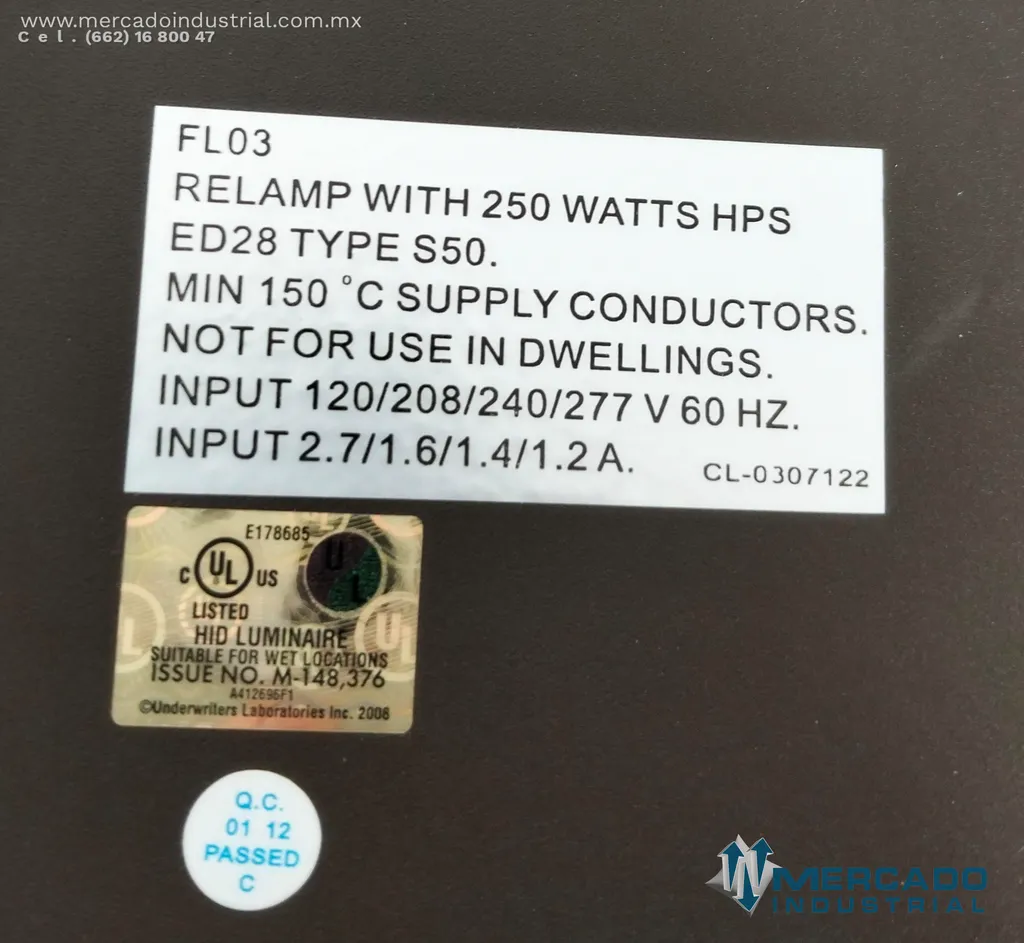 www.mercadoindustrial.com.mx
Cel. (662) 16 800 47
FL03
RELAMP WITH 250 WATTS HPS
ED28 TYPE S50.
MIN 150 °C SUPPLY CONDUCTORS.
NOT FOR USE IN DWELLINGS.
INPUT 120/208/240/277 V 60 HZ.
INPUT 2.7/1.6/1.4/1.2 A.
CL-0307122
E178685
C UL US
UL
LISTED
HID LUMINAIRE
SUITABLE FOR WET LOCATIONS
ISSUE NO. M-148,376
A412696F1
©Underwriters Laboratories Inc. 2008
Q.C.
01 12
PASSED
C
MERCADO
INDUSTRIAL